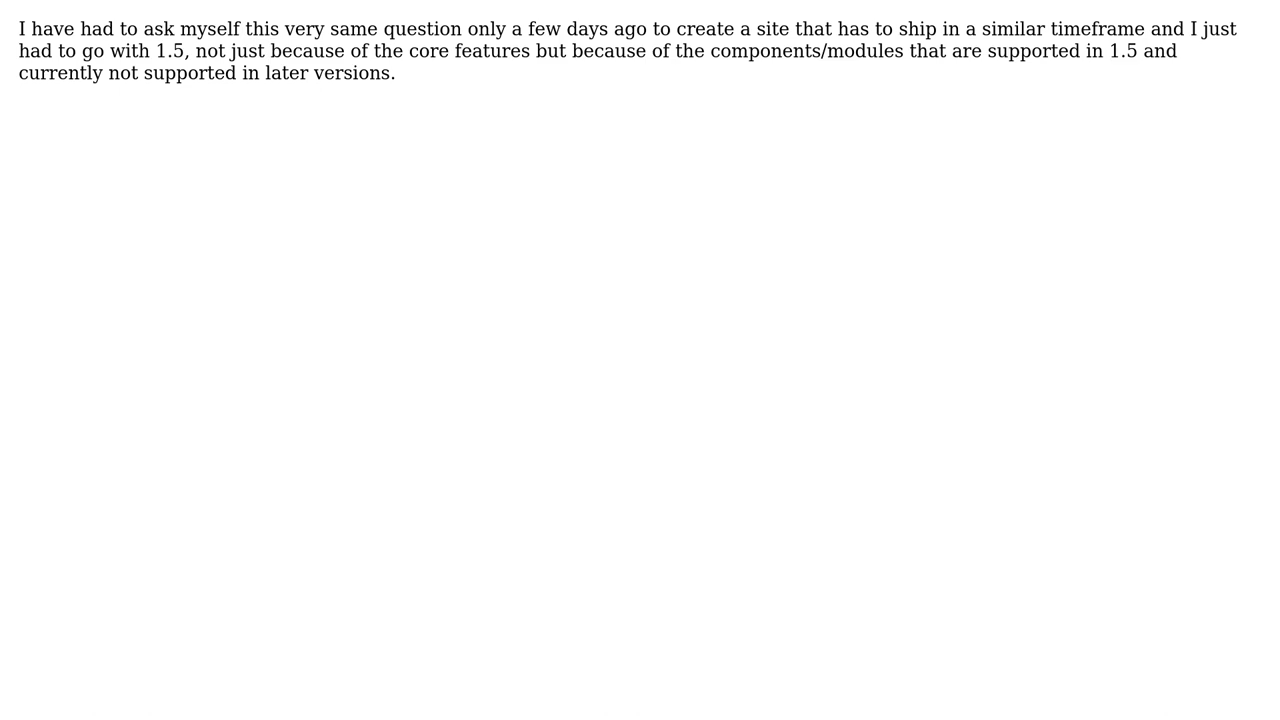 I have had to ask myself this very same question only a few days ago to create a site that has to ship in a similar timeframe and I just
had to go with 1.5, not just because of the core features but because of the components/modules that are supported in 1.5 and
currently not supported in later versions.